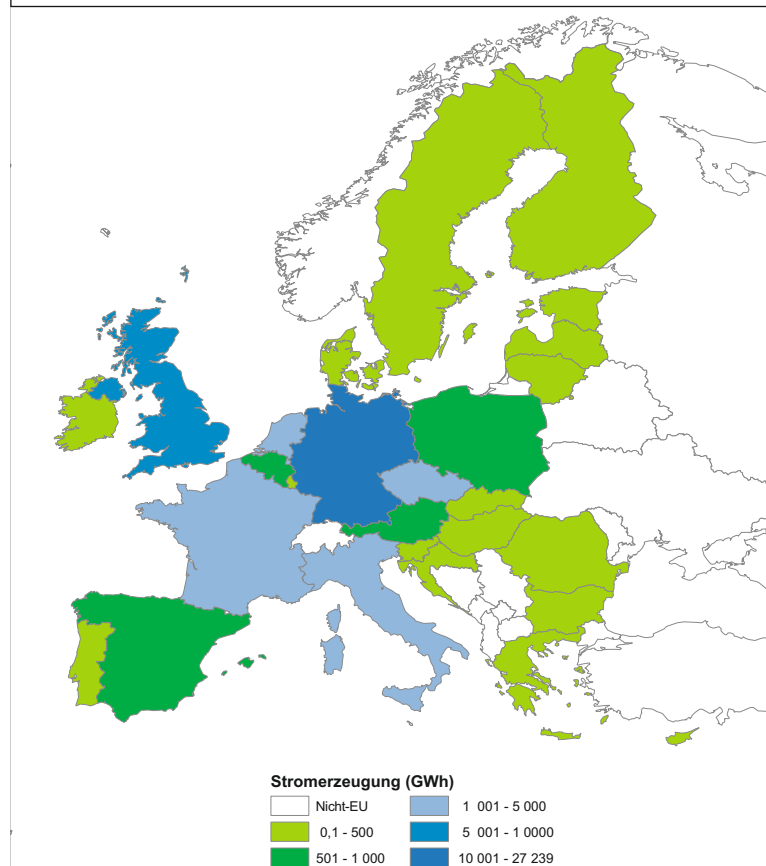 Stromerzeugung (GWh)
Nicht-EU
0,1 - 500
501 - 1 000
1 001 - 5 000
5 001 - 1 0000
10 001 - 27 239